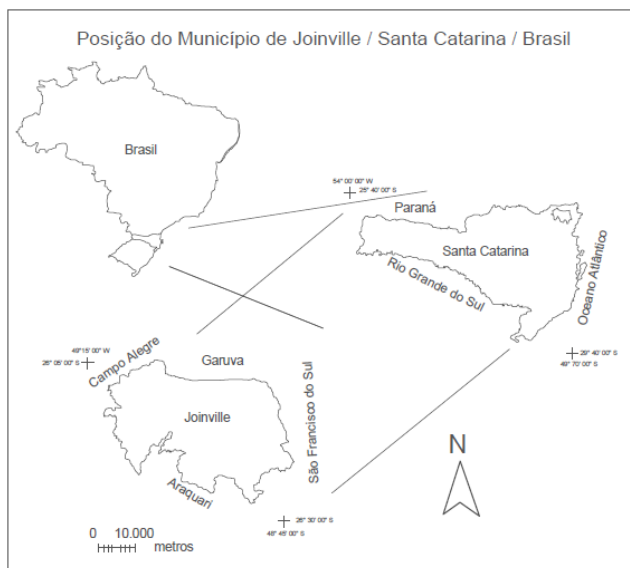 Posição do Município de Joinville / Santa Catarina / Brasil
Brasil
54° 00' 00" W
25° 40' 00" S
Paraná
Santa Catarina
Rio Grande do Sul
Oceano Atlântico
29° 40' 00" S
49° 70' 00" S
49° 15' 00" W
26° 05' 00" S
Campo Alegre
Garuva
São Francisco do Sul
Joinville
Araquari
26° 30' 00" S
48° 45' 00" S
N
0 10.000
metros